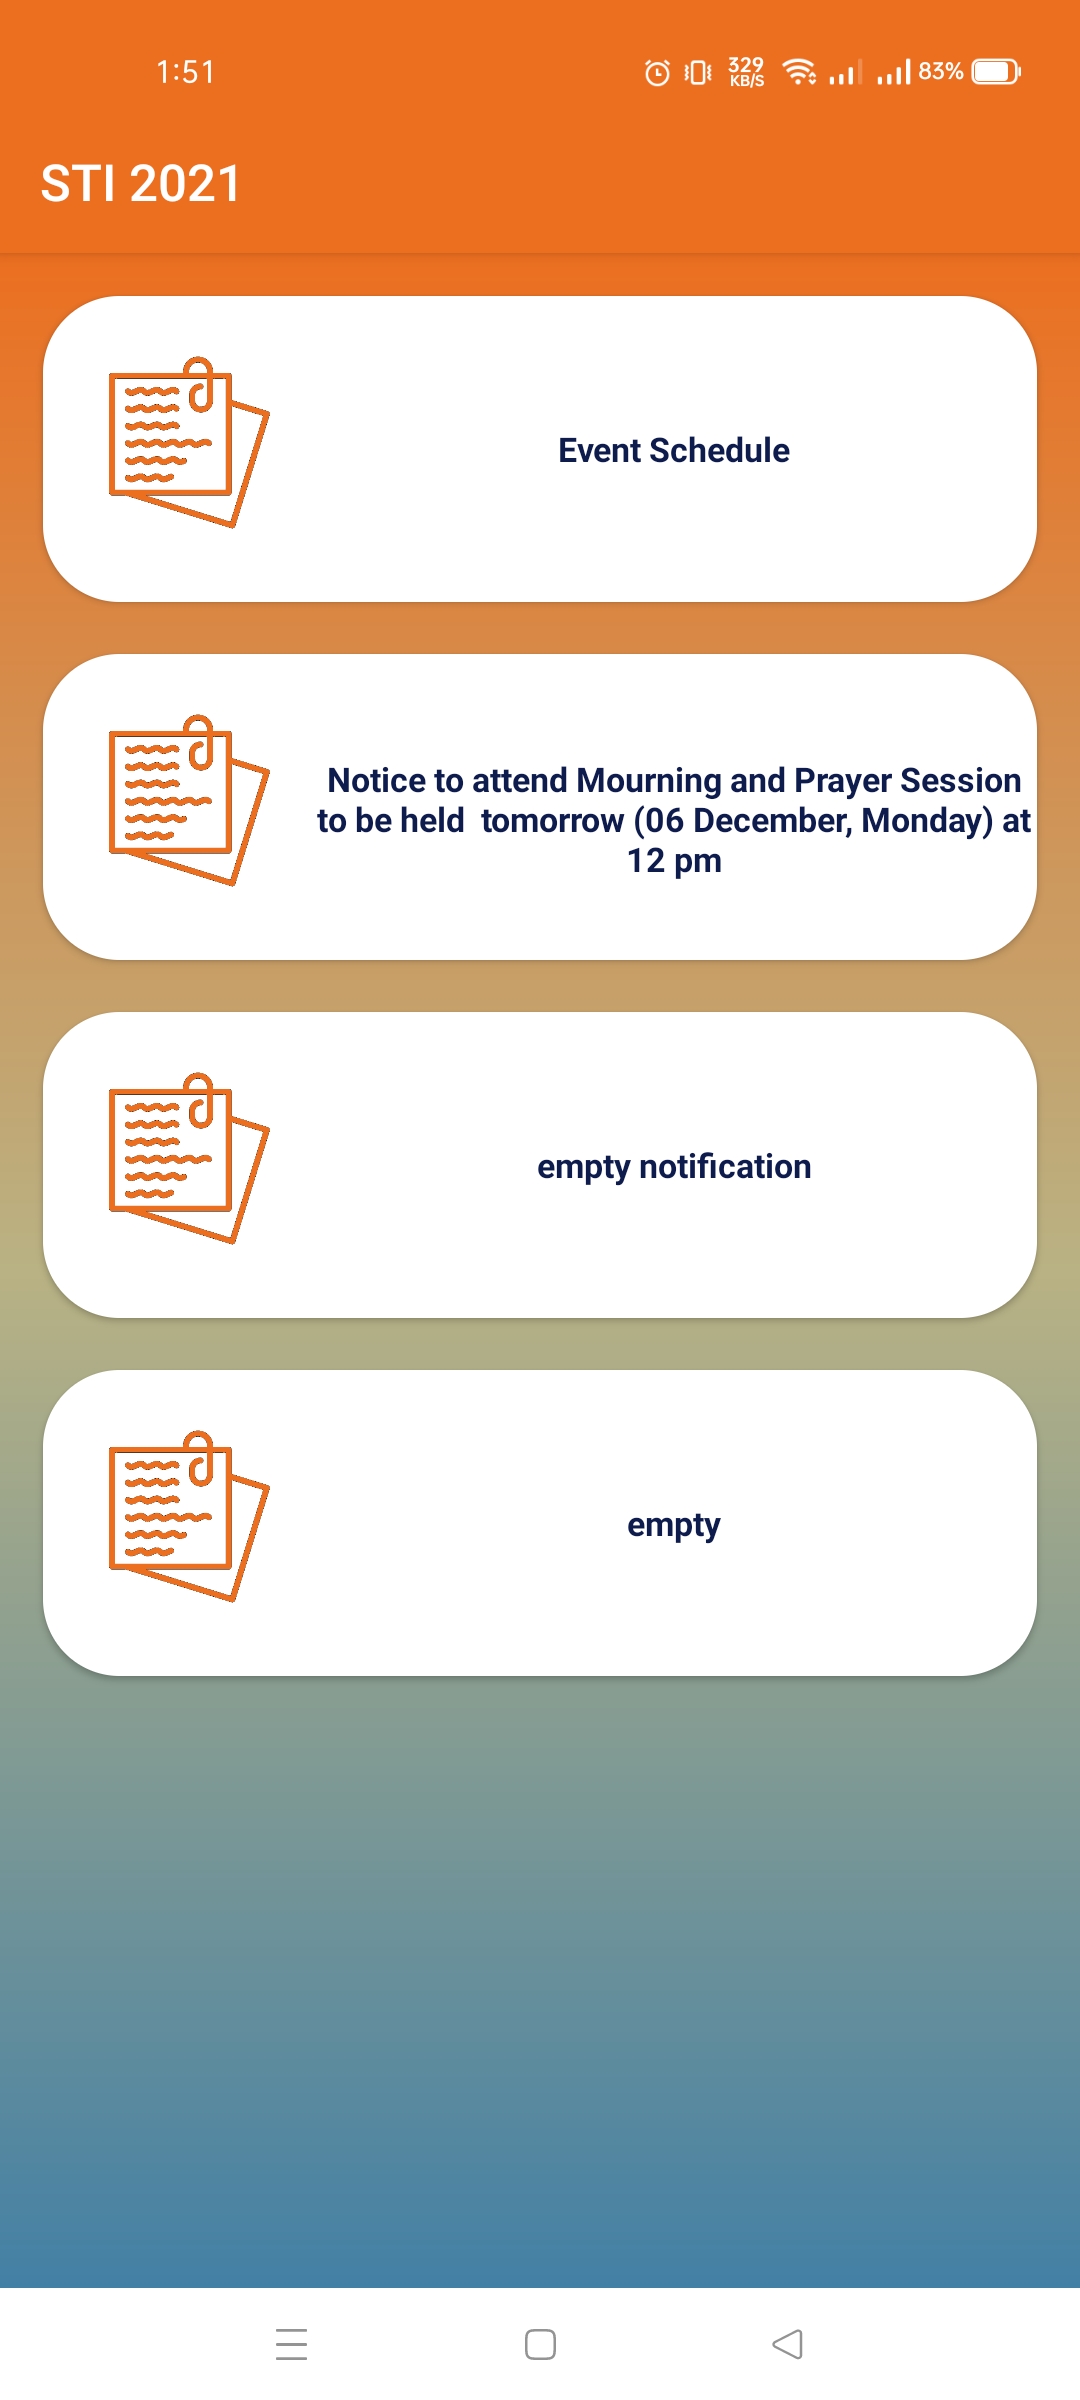 1:51
329
KB/S
83%
STI 2021
Event Schedule
Notice to attend Mourning and Prayer Session
to be held  tomorrow (06 December, Monday) at
12 pm
empty notification
empty